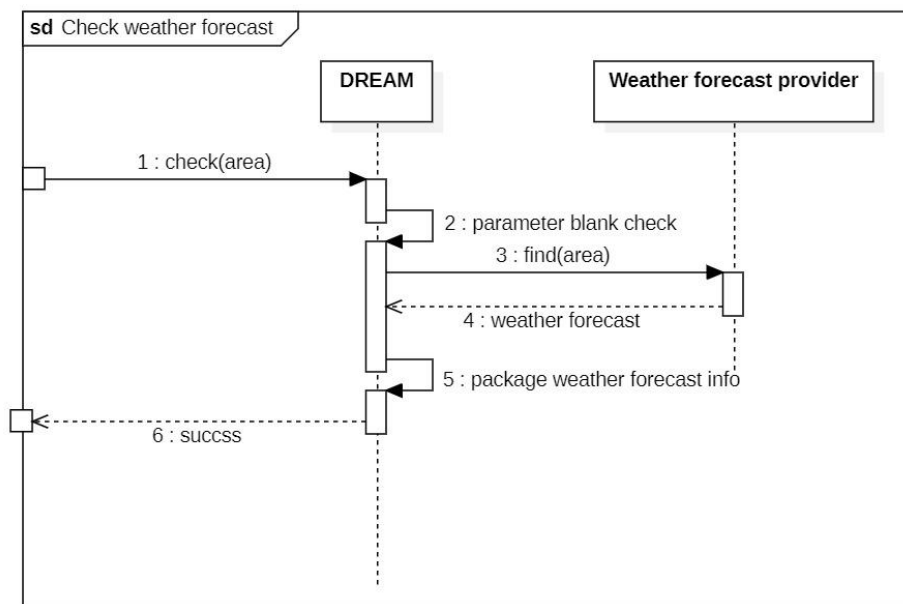 sd Check weather forecast
DREAM
Weather forecast provider
1 : check(area)
2 : parameter blank check
3 : find(area)
4 : weather forecast
5 : package weather forecast info
6 : succss